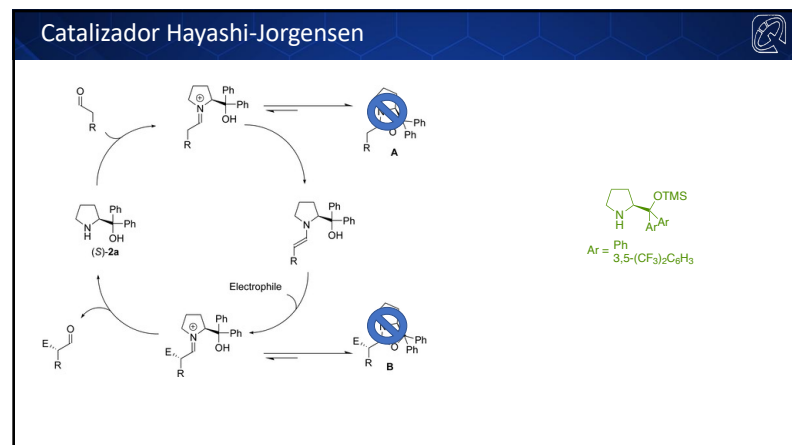 Catalizador Hayashi-Jorgensen
O
R
N
Ph
Ph
OH
R
Ph
O
Ph
R
A
N
H
Ph
Ph
OH
(S)-2a
N
Ph
Ph
OH
R
OTMS
N
H
Ar
Ar
Ar = Ph
3,5-(CF3)2C6H3
Electrophile
E
O
R
N
Ph
Ph
OH
E
R
E
O
Ph
Ph
R
B